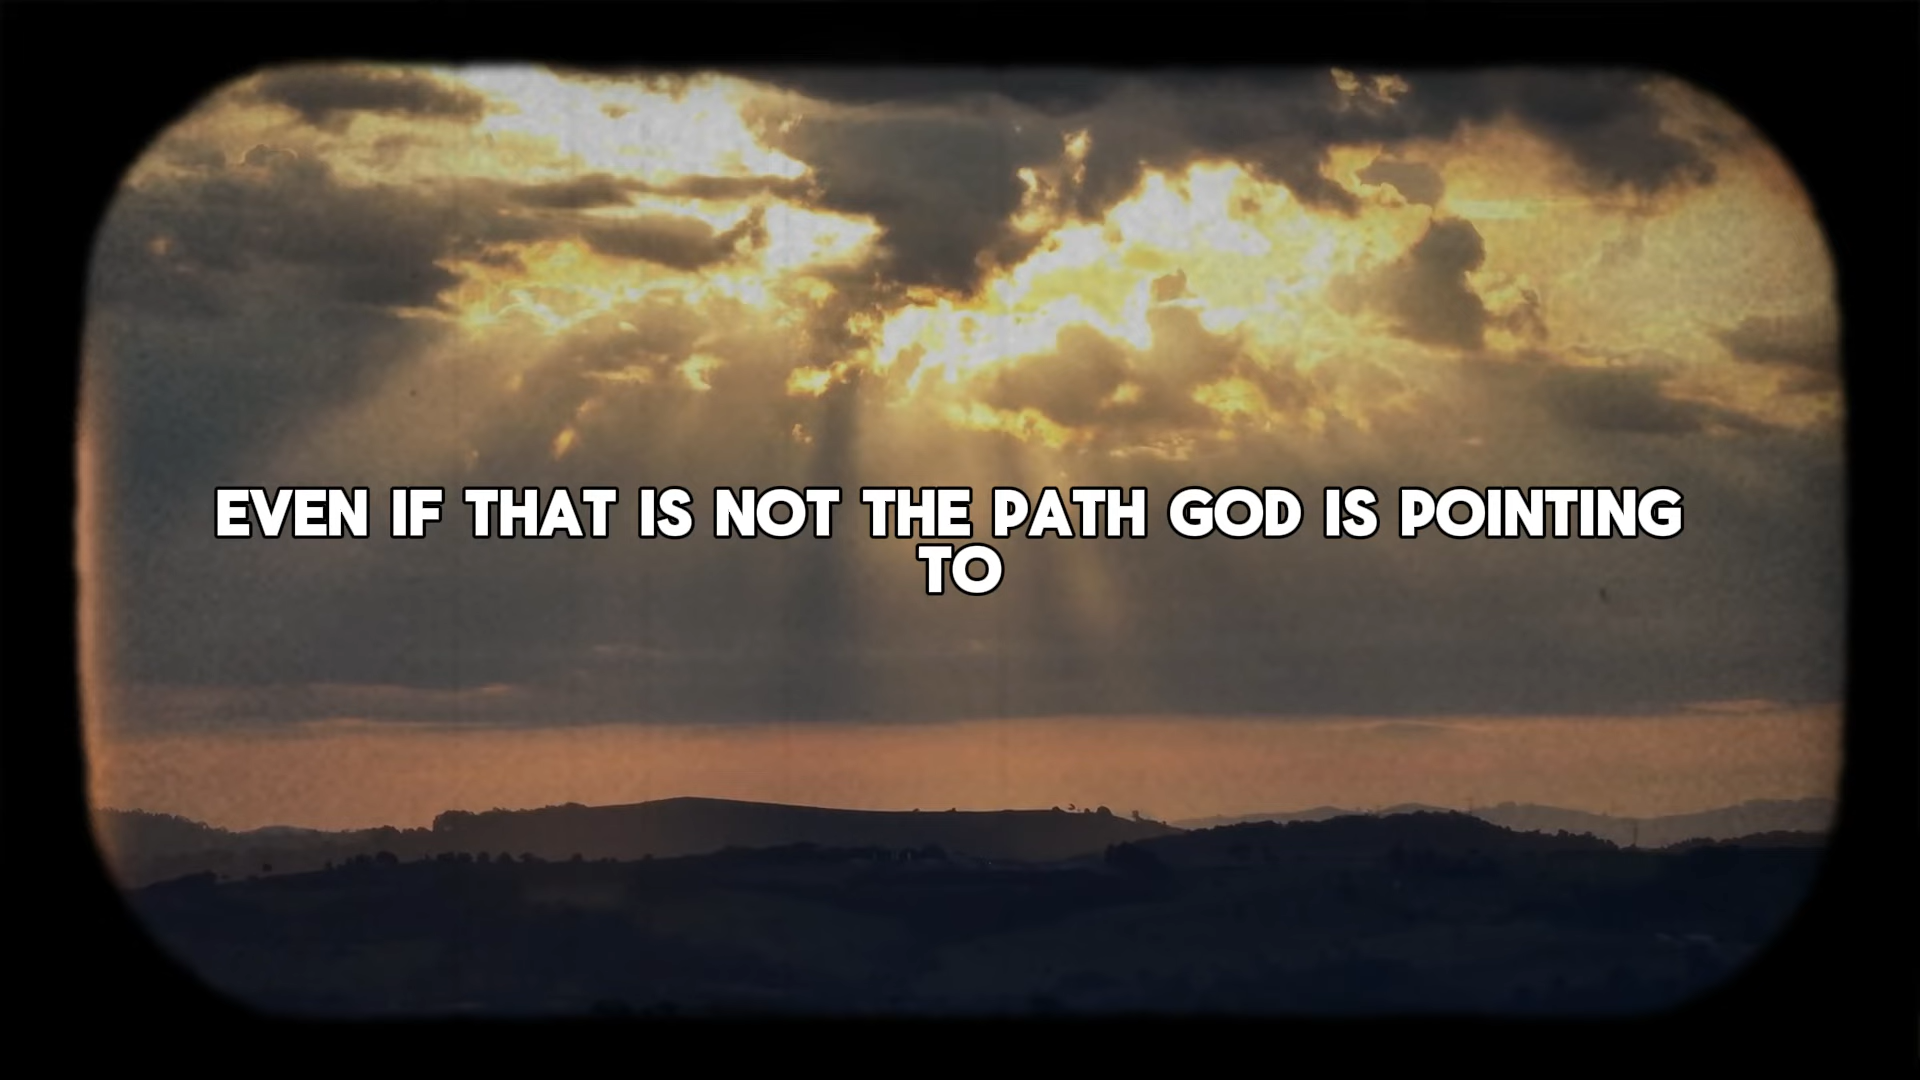 EVEN IF THAT IS NOT THE PATH GOD IS POINTING
TO